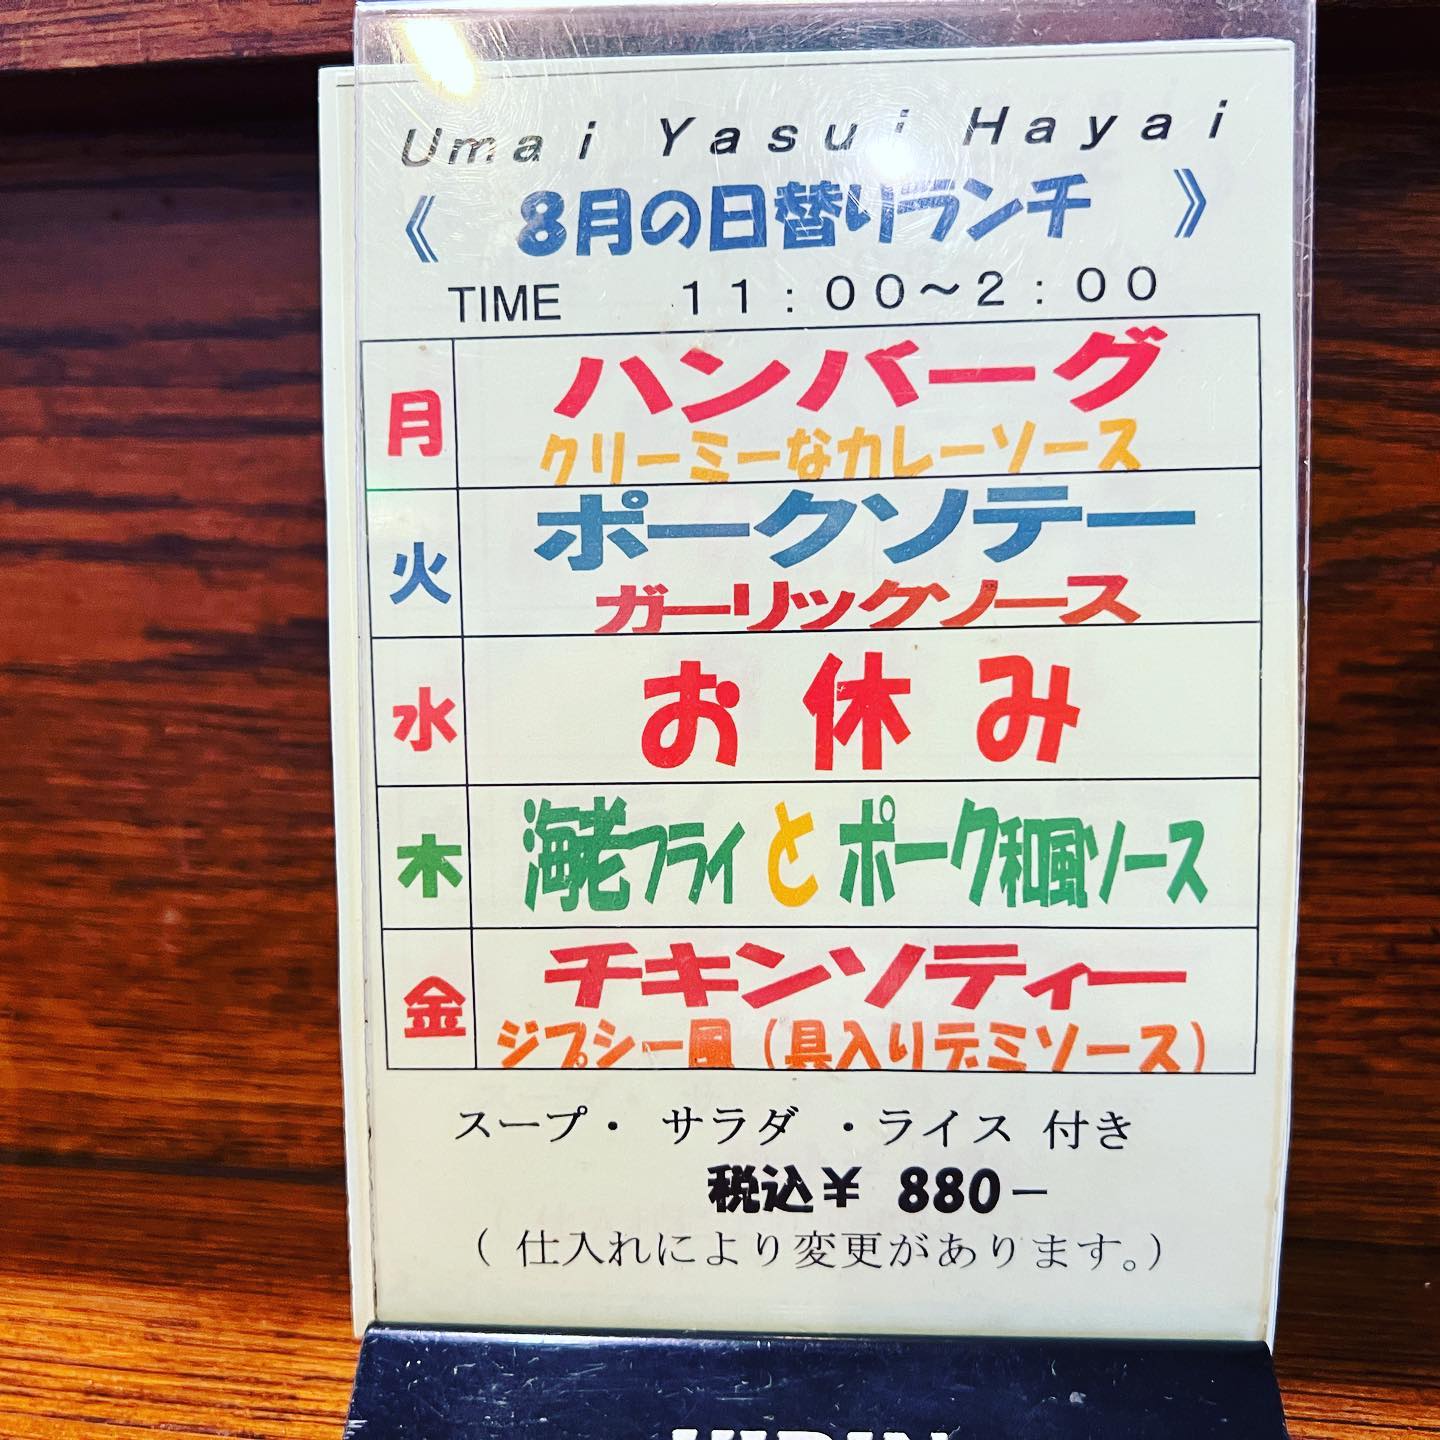 Umai Yasui Hayai
《 8月の日替りランチ 》
TIME 11:00～2:00
月 ハンバーグ
クリーミーなカレーソース
火 ポークソテー
ガーリックソース
水 お休み
木 海老フライとポーク和風ソース
金 チキンソティー
ジプシー風（具入りデミソース）
スープ・ サラダ ・ライス 付き
税込￥ 880－
（ 仕入れにより変更があります。）